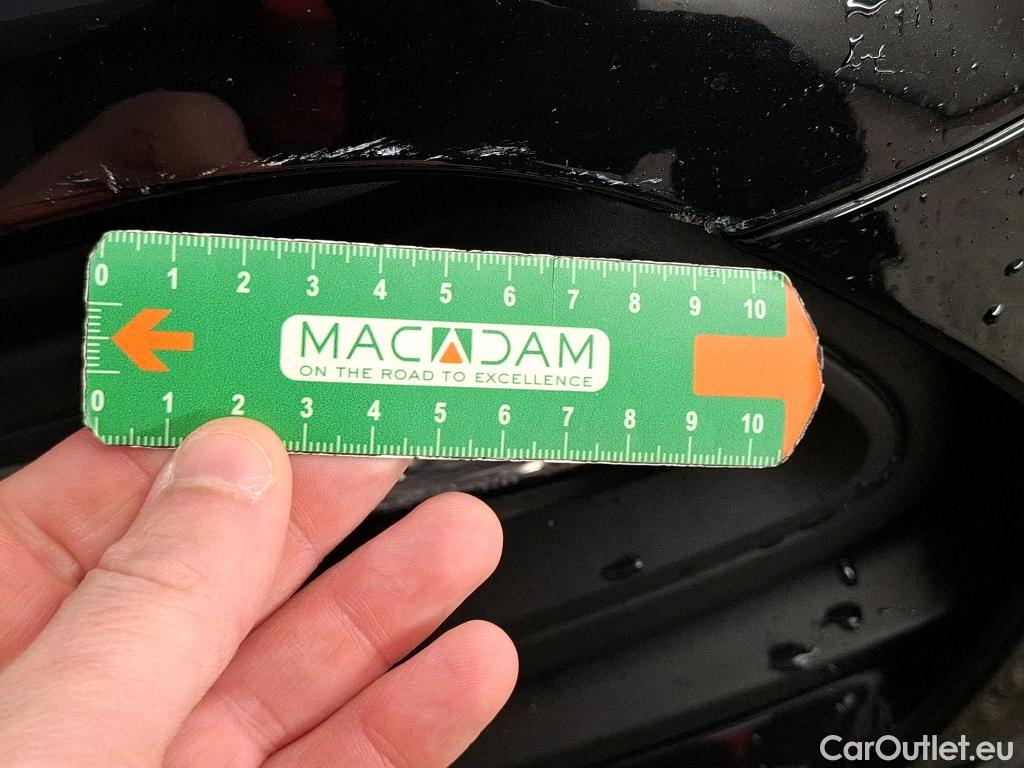 0 1 2 3 4 5 6 7 8 9 10
MACADAM
ON THE ROAD TO EXCELLENCE
0 1 2 3 4 5 6 7 8 9 10
CarOutlet.eu